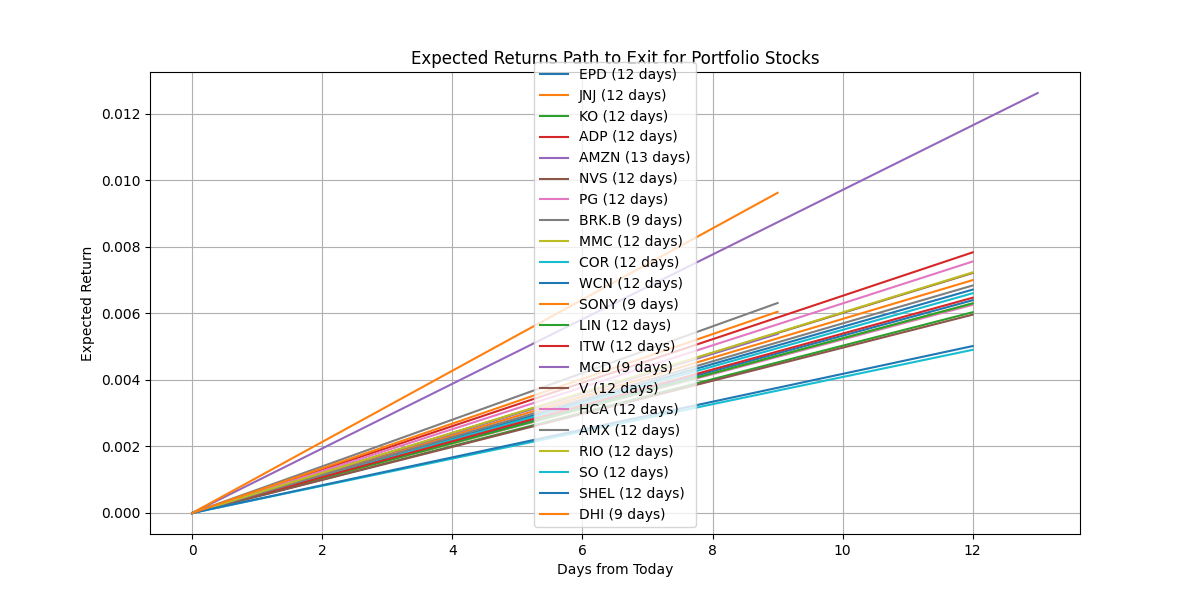 Expected Returns Path to Exit for Portfolio Stocks
EPD (12 days)
JNJ (12 days)
KO (12 days)
ADP (12 days)
AMZN (13 days)
NVS (12 days)
PG (12 days)
BRK.B (9 days)
MMC (12 days)
COR (12 days)
WCN (12 days)
SONY (9 days)
LIN (12 days)
ITW (12 days)
MCD (9 days)
V (12 days)
HCA (12 days)
AMX (12 days)
RIO (12 days)
SO (12 days)
SHEL (12 days)
DHI (9 days)
Expected Return
0.012
0.010
0.008
0.006
0.004
0.002
0.000
0 2 4 6 8 10 12
Days from Today